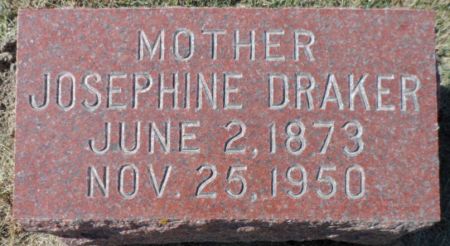 MOTHER
JOSEPHINE DRAKER
JUNE 2, 1873
NOV. 25, 1950